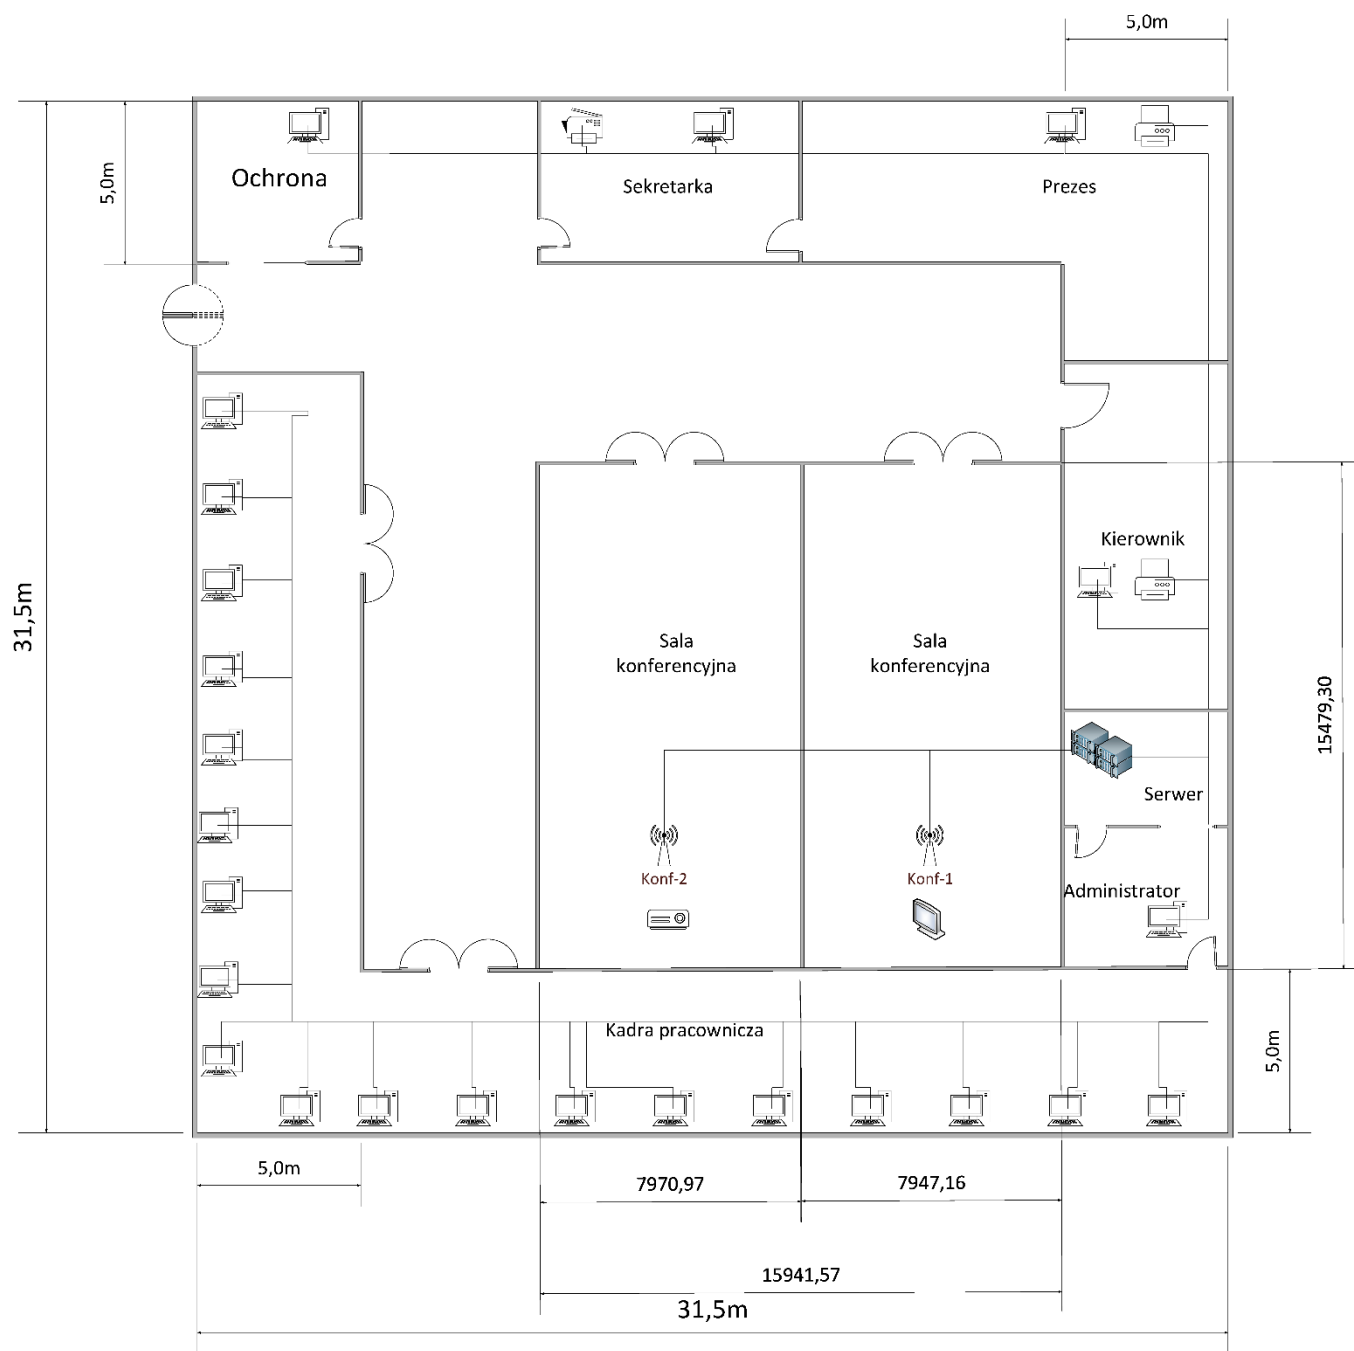 5,0m
Ochrona
Sekretarka
Prezes
5,0m
Kierownik
Sala
konferencyjna
Sala
konferencyjna
31,5m
15479,30
Serwer
Konf-2
Konf-1
Administrator
Kadra pracownicza
5,0m
5,0m
7970,97
7947,16
15941,57
31,5m